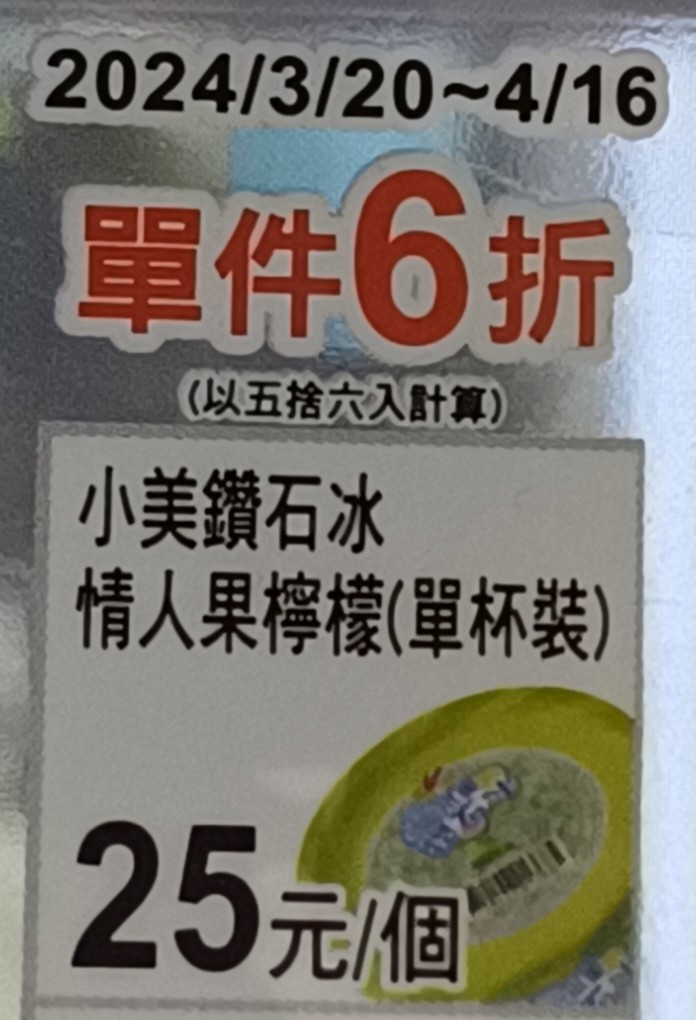 2024/3/20~4/16
單件6折
(以五捨六入計算)
小美鑽石冰
情人果檸檬(單杯裝)
25元/個